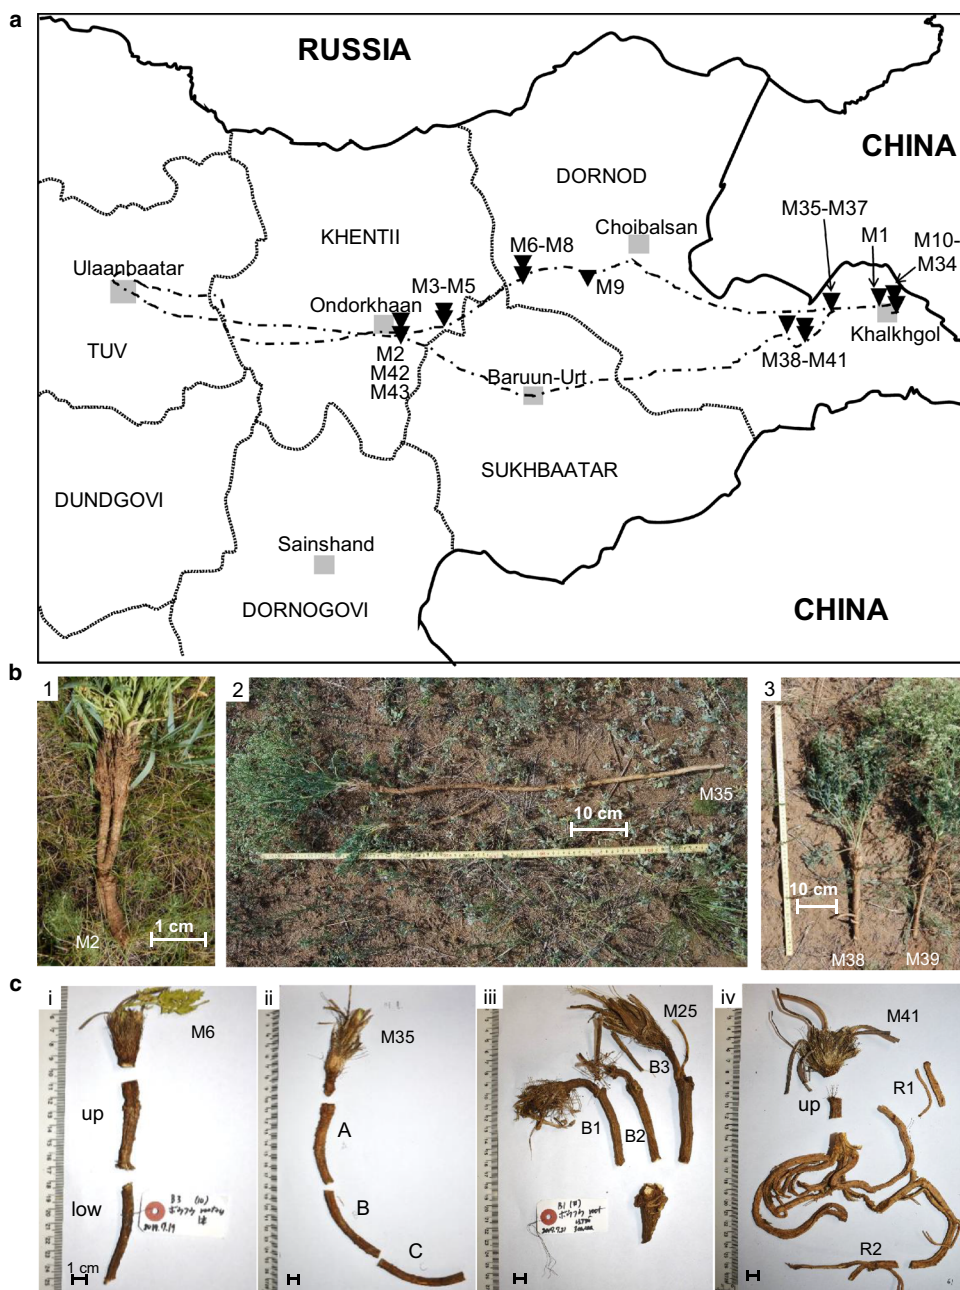 a
RUSSIA
CHINA
DORNOD
KHENTII
Choibalsan
M35-M37
M1
M10-
M34
M6-M8
Ulaanbaatar
M3-M5
M9
Ondorkhaan
Khalkhgol
TUV
M2
M42
M43
M38-M41
Baruun-Urt
SUKHBAATAR
DUNDGOVI
Sainshand
DORNOGOVI
CHINA
b
1
M2
1 cm
2
M35
10 cm
3
10 cm
M38
M39
c
i
M6
up
low
B3 (10)
1 cm
ii
M35
A
B
C
iii
M25
B3
B1
B2
iv
M41
R1
up
R2